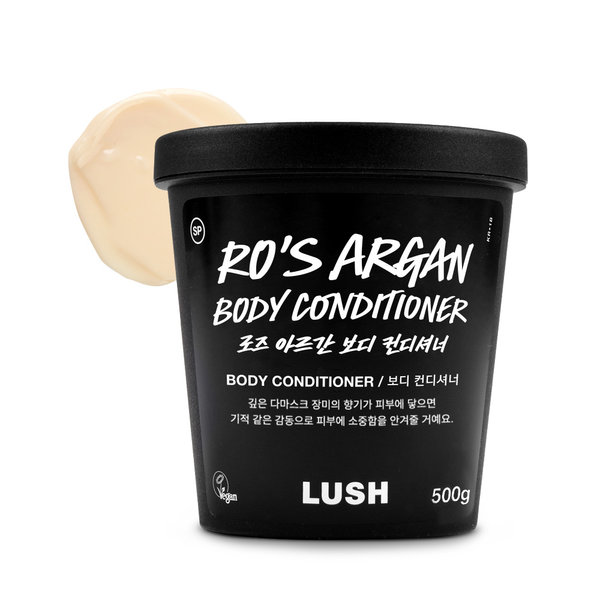 SP
KR-18
RO'S ARGAN
BODY CONDITIONER
로즈 아르간 보디 컨디셔너
BODY CONDITIONER / 보디 컨디셔너
깊은 다마스크 장미의 향기가 피부에 닿으면
기적 같은 감동으로 피부에 소중함을 안겨줄 거예요.
Vegan
LUSH
500g